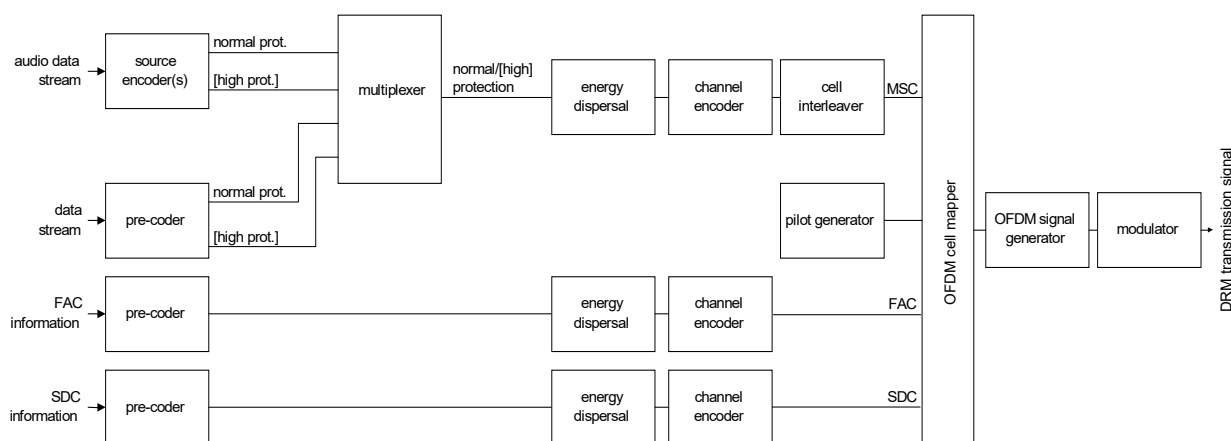 audio data
stream
source
encoder(s)
normal prot.
[high prot.]
multiplexer
normal/[high]
protection
energy
dispersal
channel
encoder
cell
interleaver
MSC
data
stream
pre-coder
normal prot.
[high prot.]
pilot generator
OFDM cell mapper
OFDM signal
generator
modulator
DRM transmission signal
FAC
information
pre-coder
energy
dispersal
channel
encoder
FAC
SDC
information
pre-coder
energy
dispersal
channel
encoder
SDC